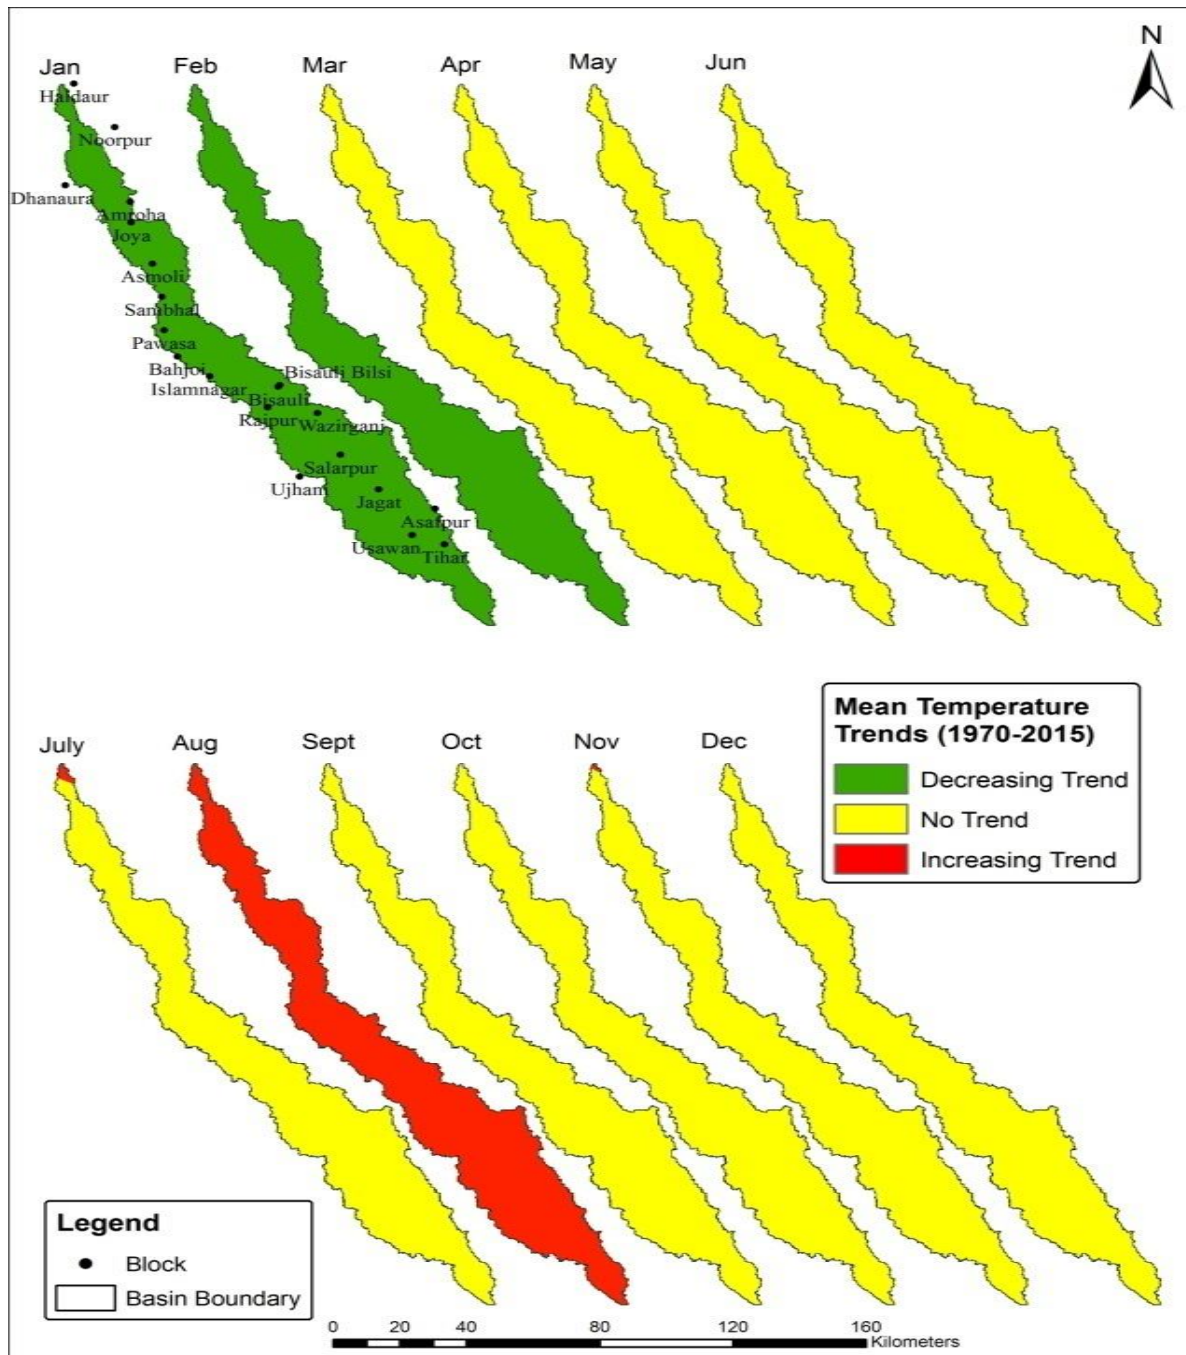 N
Jan
Feb
Mar
Apr
May
Jun
Haldaur
Noorpur
Dhanaura
Amroha
Joya
Asmoli
Sambhal
Pawasa
Bahjoi
Islamnagar
Bisauli Bilsi
Bisauli
Rajpur
Wazirganj
Salarpur
Ujhani
Jagat
Asafpur
Usawan
Tihar
Mean Temperature
Trends (1970-2015)
Decreasing Trend
No Trend
Increasing Trend
July
Aug
Sept
Oct
Nov
Dec
Legend
Block
Basin Boundary
0 20 40 80 120 160
Kilometers